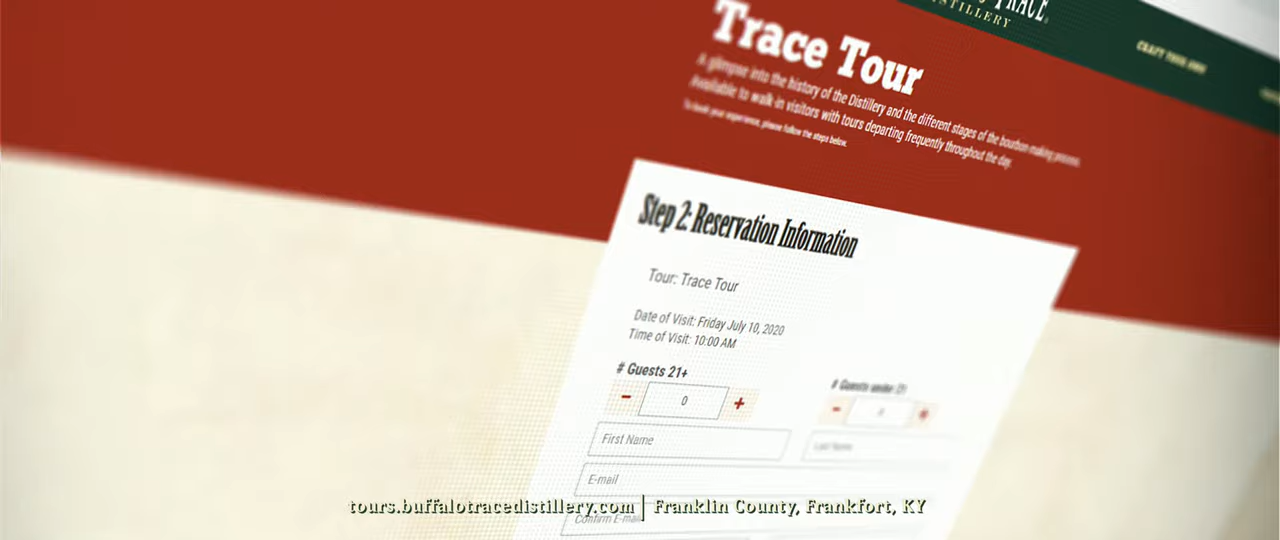 TRACE
DISTILLERY
CRAFT YOUR OWN
Trace Tour
A glimpse into the history of the Distillery and the different stages of the bourbon making process.
Available to walk-in visitors with tours departing frequently throughout the day.
To book your experience, please follow the steps below.
Step 2: Reservation Information
Tour: Trace Tour
Date of Visit: Friday July 10, 2020
Time of Visit: 10:00 AM
# Guests 21+
# Guests under 21
- 0 +
- 0 +
First Name
Last Name
E-mail
Confirm E-mail
tours.buffalotracedistillery.com | Franklin County, Frankfort, KY